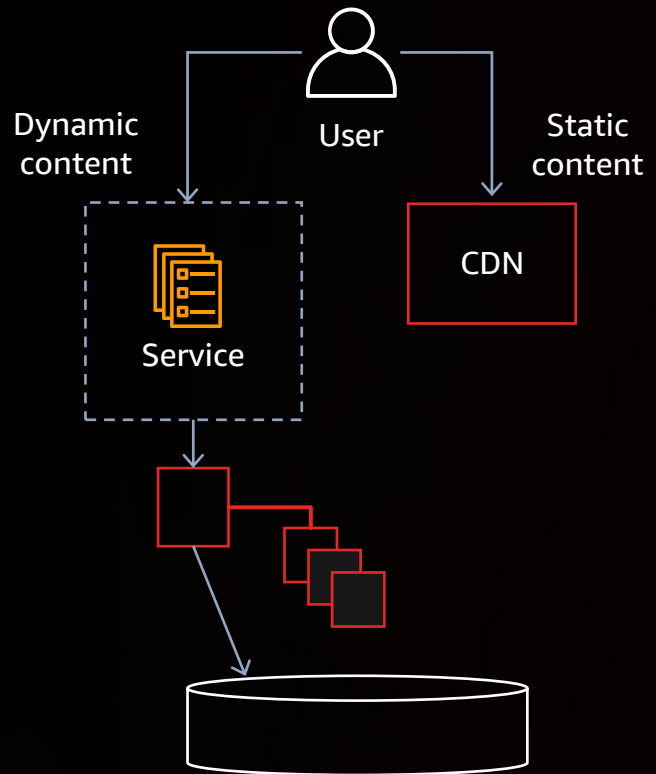 User
Dynamic
content
Static
content
CDN
Service